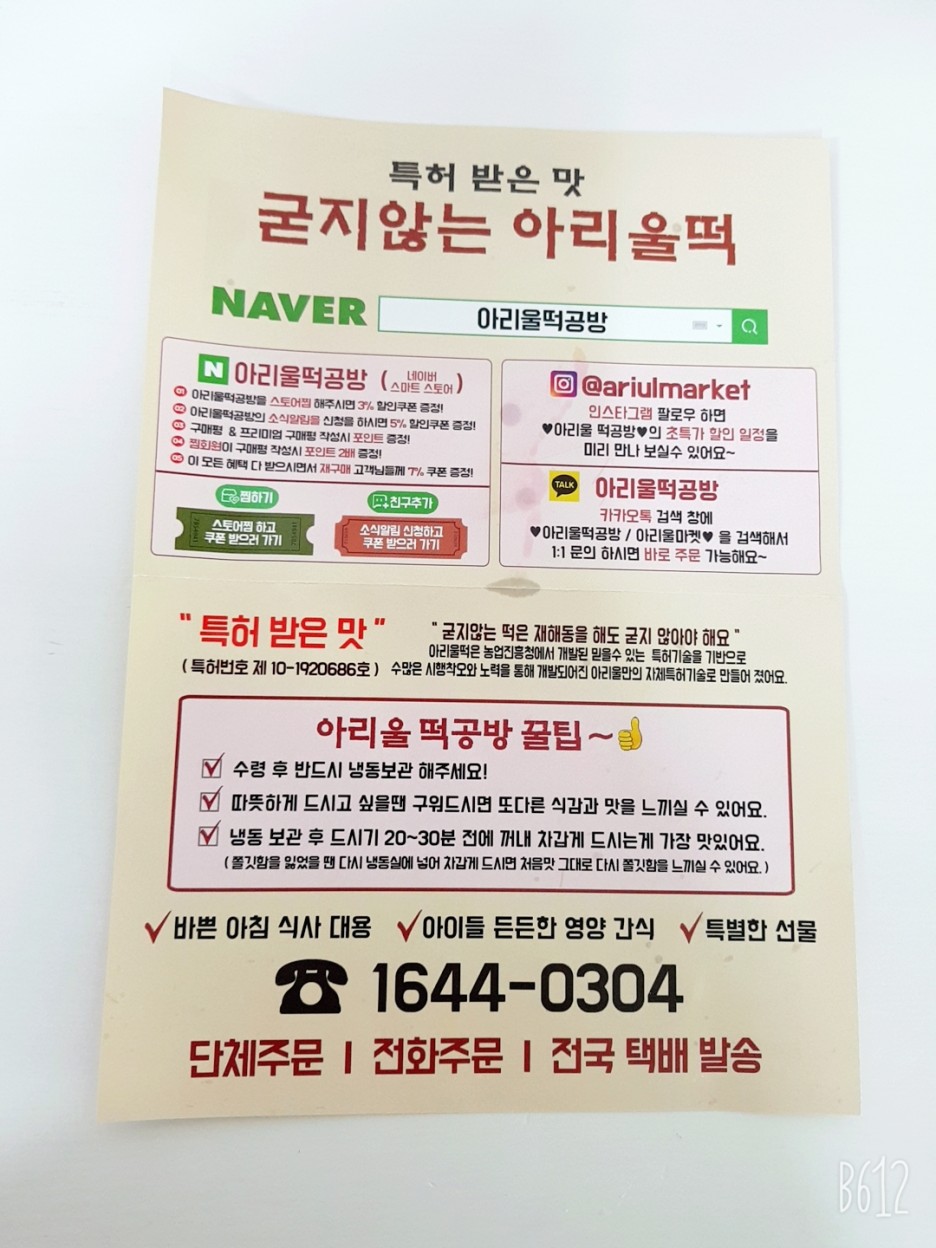 특허 받은 맛
굳지않는 아리울떡
NAVER 아리울떡공방
N 아리울떡공방 ( 네이버 스마트 스토어 )
01 아리울떡공방을 스토어찜 해주시면 3% 할인쿠폰 증정!
02 아리울떡공방의 소식알림을 신청을 하시면 5% 할인쿠폰 증정!
03 구매평 & 프리미엄 구매평 작성시 포인트 증정!
04 찜회원이 구매평 작성시 포인트 2배 증정!
05 이 모든 혜택 다 받으시면서 재구매 고객님들께 7% 쿠폰 증정!
찜하기
스토어찜 하고
쿠폰 받으러 가기
친구추가
소식알림 신청하고
쿠폰 받으러 가기
@ariulmarket
인스타그램 팔로우 하면
♥아리울 떡공방♥의 초특가 할인 일정을
미리 만나 보실수 있어요~
TALK 아리울떡공방
카카오톡 검색 창에
♥아리울떡공방 / 아리울마켓♥ 을 검색해서
1:1 문의 하시면 바로 주문 가능해요~
" 특허 받은 맛 "
( 특허번호 제 10-1920686호 )
" 굳지않는 떡은 재해동을 해도 굳지 않아야 해요 "
아리울떡은 농업진흥청에서 개발된 믿을수 있는 특허기술을 기반으로
수많은 시행착오와 노력을 통해 개발되어진 아리울만의 자체특허기술로 만들어 졌어요.
아리울 떡공방 꿀팁~👍
수령 후 반드시 냉동보관 해주세요!
따뜻하게 드시고 싶을땐 구워드시면 또다른 식감과 맛을 느끼실 수 있어요.
냉동 보관 후 드시기 20~30분 전에 꺼내 차갑게 드시는게 가장 맛있어요.
( 쫄깃함을 잃었을 땐 다시 냉동실에 넣어 차갑게 드시면 처음맛 그대로 다시 쫄깃함을 느끼실 수 있어요. )
바쁜 아침 식사 대용 아이들 든든한 영양 간식 특별한 선물
1644-0304
단체주문 | 전화주문 | 전국 택배 발송
B612